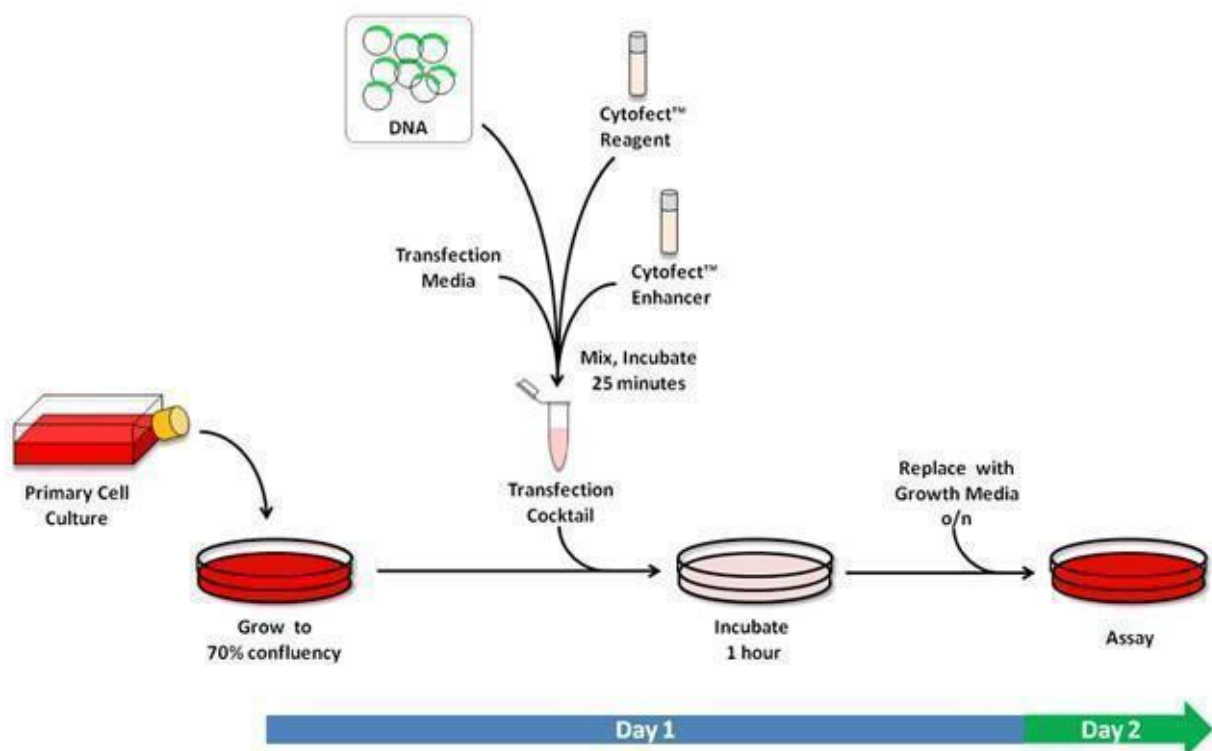 DNA
Cytofect™
Reagent
Transfection
Media
Cytofect™
Enhancer
Mix, Incubate
25 minutes
Primary Cell
Culture
Transfection
Cocktail
Replace with
Growth Media
o/n
Grow to
70% confluency
Incubate
1 hour
Assay
Day 1
Day 2